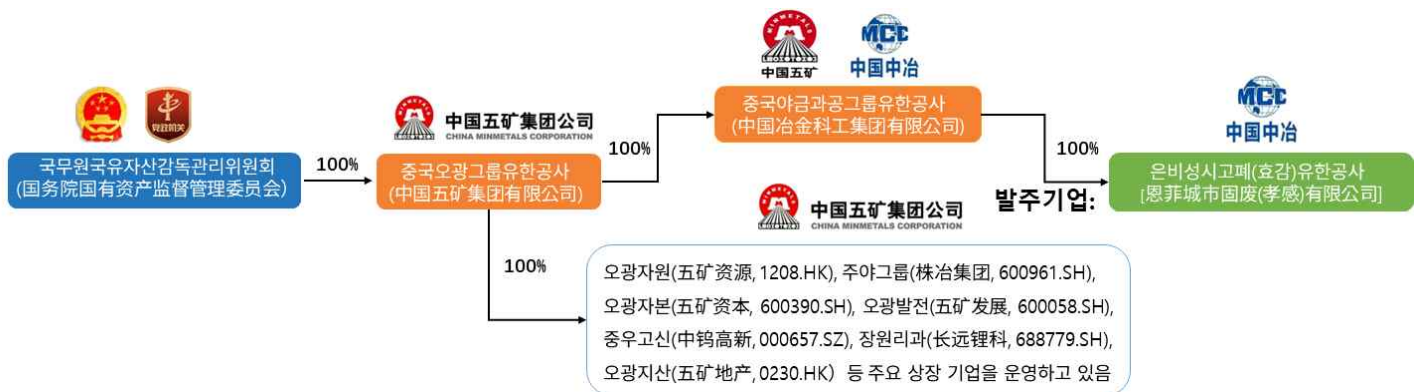 MINMETALS
中国五矿
MCC
中国中冶
중국야금과공그룹유한공사
(中国冶金科工集团有限公司)
党政机关
MINMETALS
中国五矿集团公司
CHINA MINMETALS CORPORATION
MCC
中国中冶
국무원국유자산감독관리위원회
(国务院国有资产监督管理委员会)
100%
중국오광그룹유한공사
(中国五矿集团有限公司)
100%
100%
발주기업:
은비성시고폐(효감)유한공사
[恩菲城市固废(孝感)有限公司]
MINMETALS
中国五矿集团公司
CHINA MINMETALS CORPORATION
100%
오광자원(五矿资源, 1208.HK), 주야그룹(株冶集团, 600961.SH),
오광자본(五矿资本, 600390.SH), 오광발전(五矿发展, 600058.SH),
중우고신(中钨高新, 000657.SZ), 장원리과(长远锂科, 688779.SH),
오광지산(五矿地产, 0230.HK）등 주요 상장 기업을 운영하고 있음